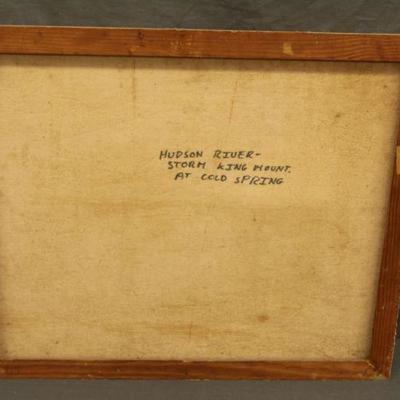 HUDSON RIVER-
STORM KING MOUNT.
AT COLD SPRING